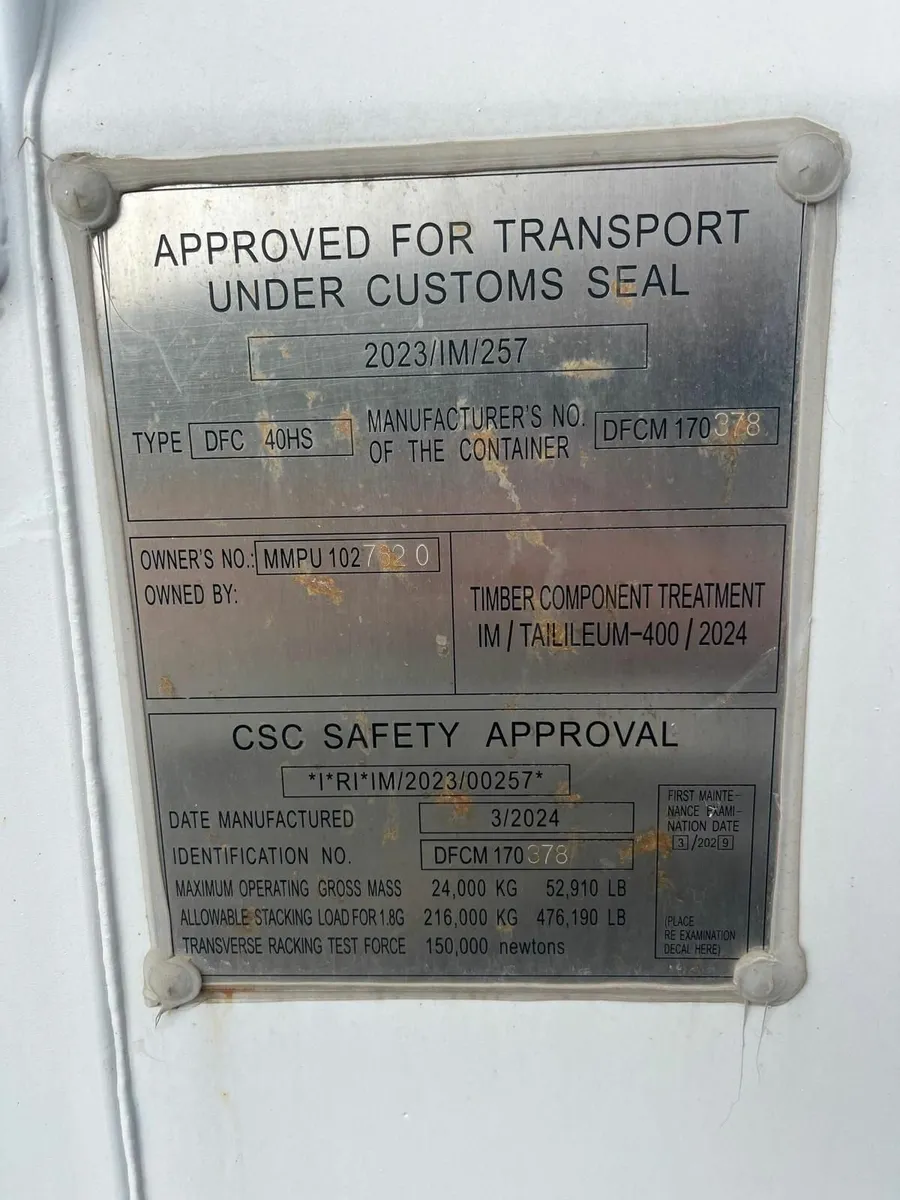 APPROVED FOR TRANSPORT
UNDER CUSTOMS SEAL
2023/IM/257
TYPE DFC 40HS
MANUFACTURER'S NO.
OF THE CONTAINER
DFCM 170378
OWNER'S NO.: MMPU
OWNED BY:
TIMBER COMPONENT TREATMENT
IM / TAILILEUM-400 / 2024
CSC SAFETY APPROVAL
*I*RI*IM/2023/00257*
DATE MANUFACTURED 3/2024
IDENTIFICATION NO. DFCM 170378
MAXIMUM OPERATING GROSS MASS 24,000 KG 52,910 LB
ALLOWABLE STACKING LOAD FOR 1.8G 216,000 KG 476,190 LB
TRANSVERSE RACKING TEST FORCE 150,000 newtons
FIRST MAINTE-
NANCE EXAMI-
NATION DATE
3/2029
(PLACE
RE EXAMINATION
DECAL HERE)